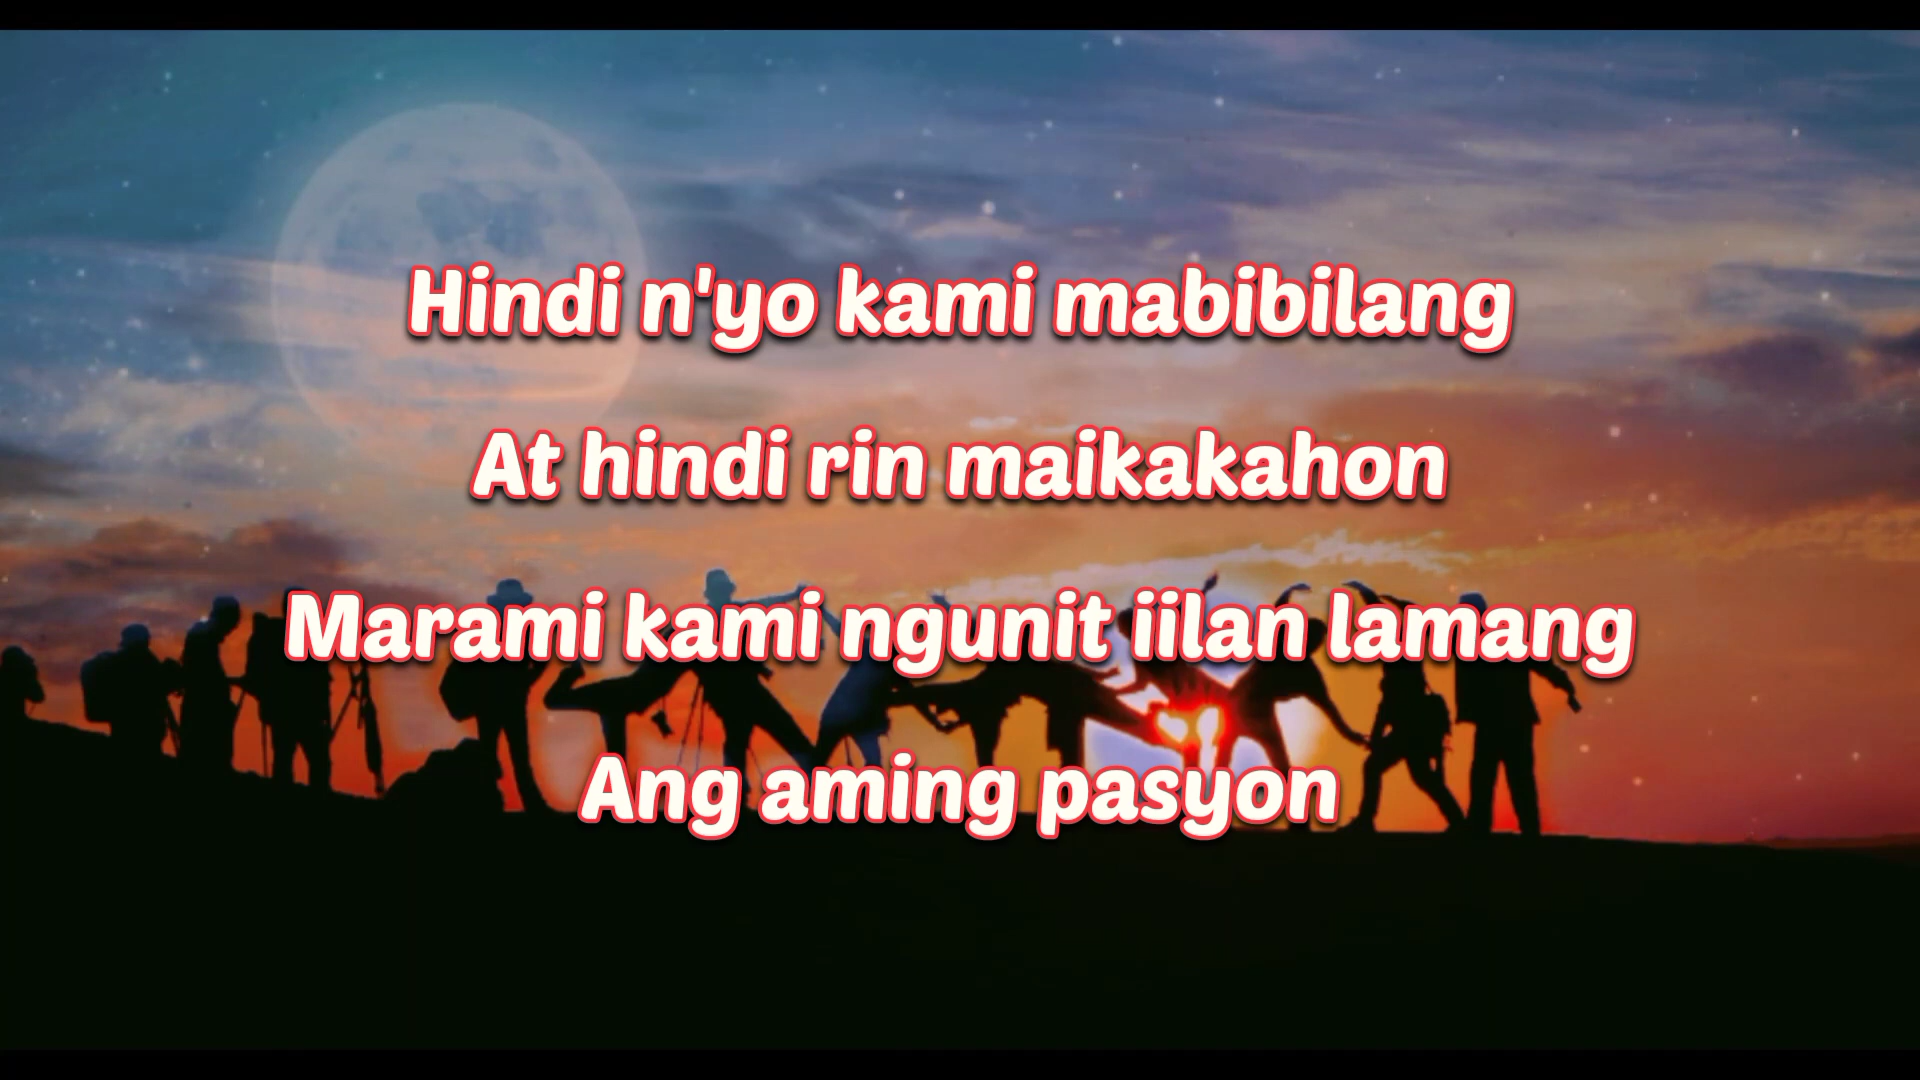 Hindi n'yo kami mabibilang
At hindi rin maikakahon
Marami kami ngunit iilan lamang
Ang aming pasyon